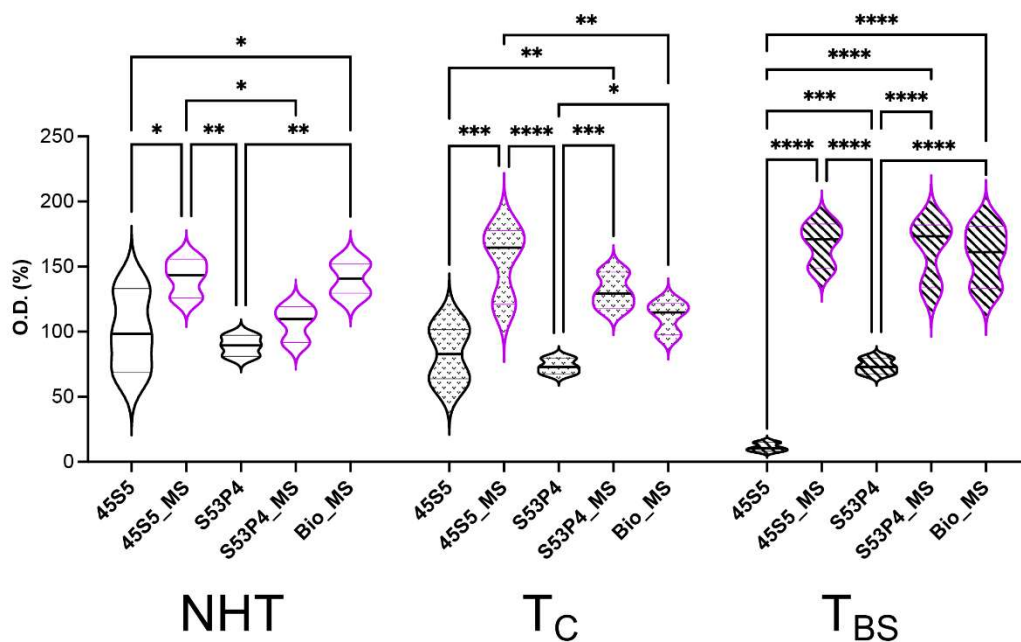 * ** ****
** ****
* * *** ****
* ** ** *** **** *** **** **** ****
250
200
150
100
50
0
O.D. (%)
45S5 45S5_MS S53P4 S53P4_MS Bio_MS 45S5 45S5_MS S53P4 S53P4_MS Bio_MS 45S5 45S5_MS S53P4 S53P4_MS Bio_MS
NHT TC TBS